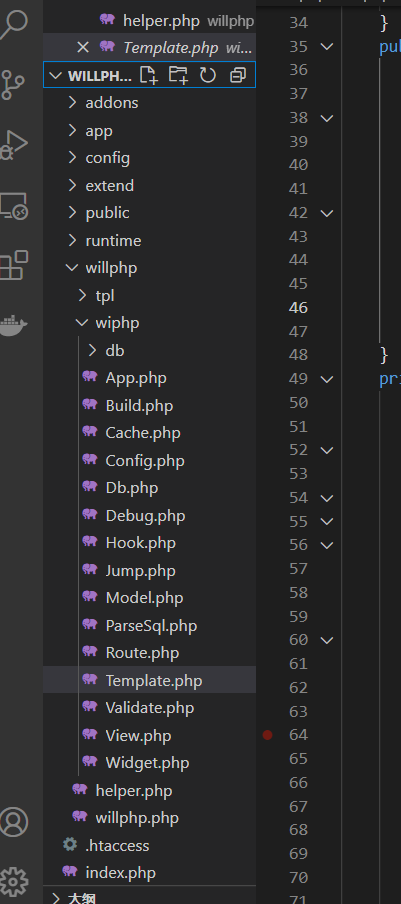 helper.php willphp
Template.php wi...
WILLPH...
addons
app
config
extend
public
runtime
willphp
tpl
wiphp
db
App.php
Build.php
Cache.php
Config.php
Db.php
Debug.php
Hook.php
Jump.php
Model.php
ParseSql.php
Route.php
Template.php
Validate.php
View.php
Widget.php
helper.php
willphp.php
.htaccess
index.php
大纲
34 }
35 pu
36
37
38
39
40
41
42
43
44
45
46
47
48 }
49 pr
50
51
52
53
54
55
56
57
58
59
60
61
62
63
64
65
66
67
68
69
70
71